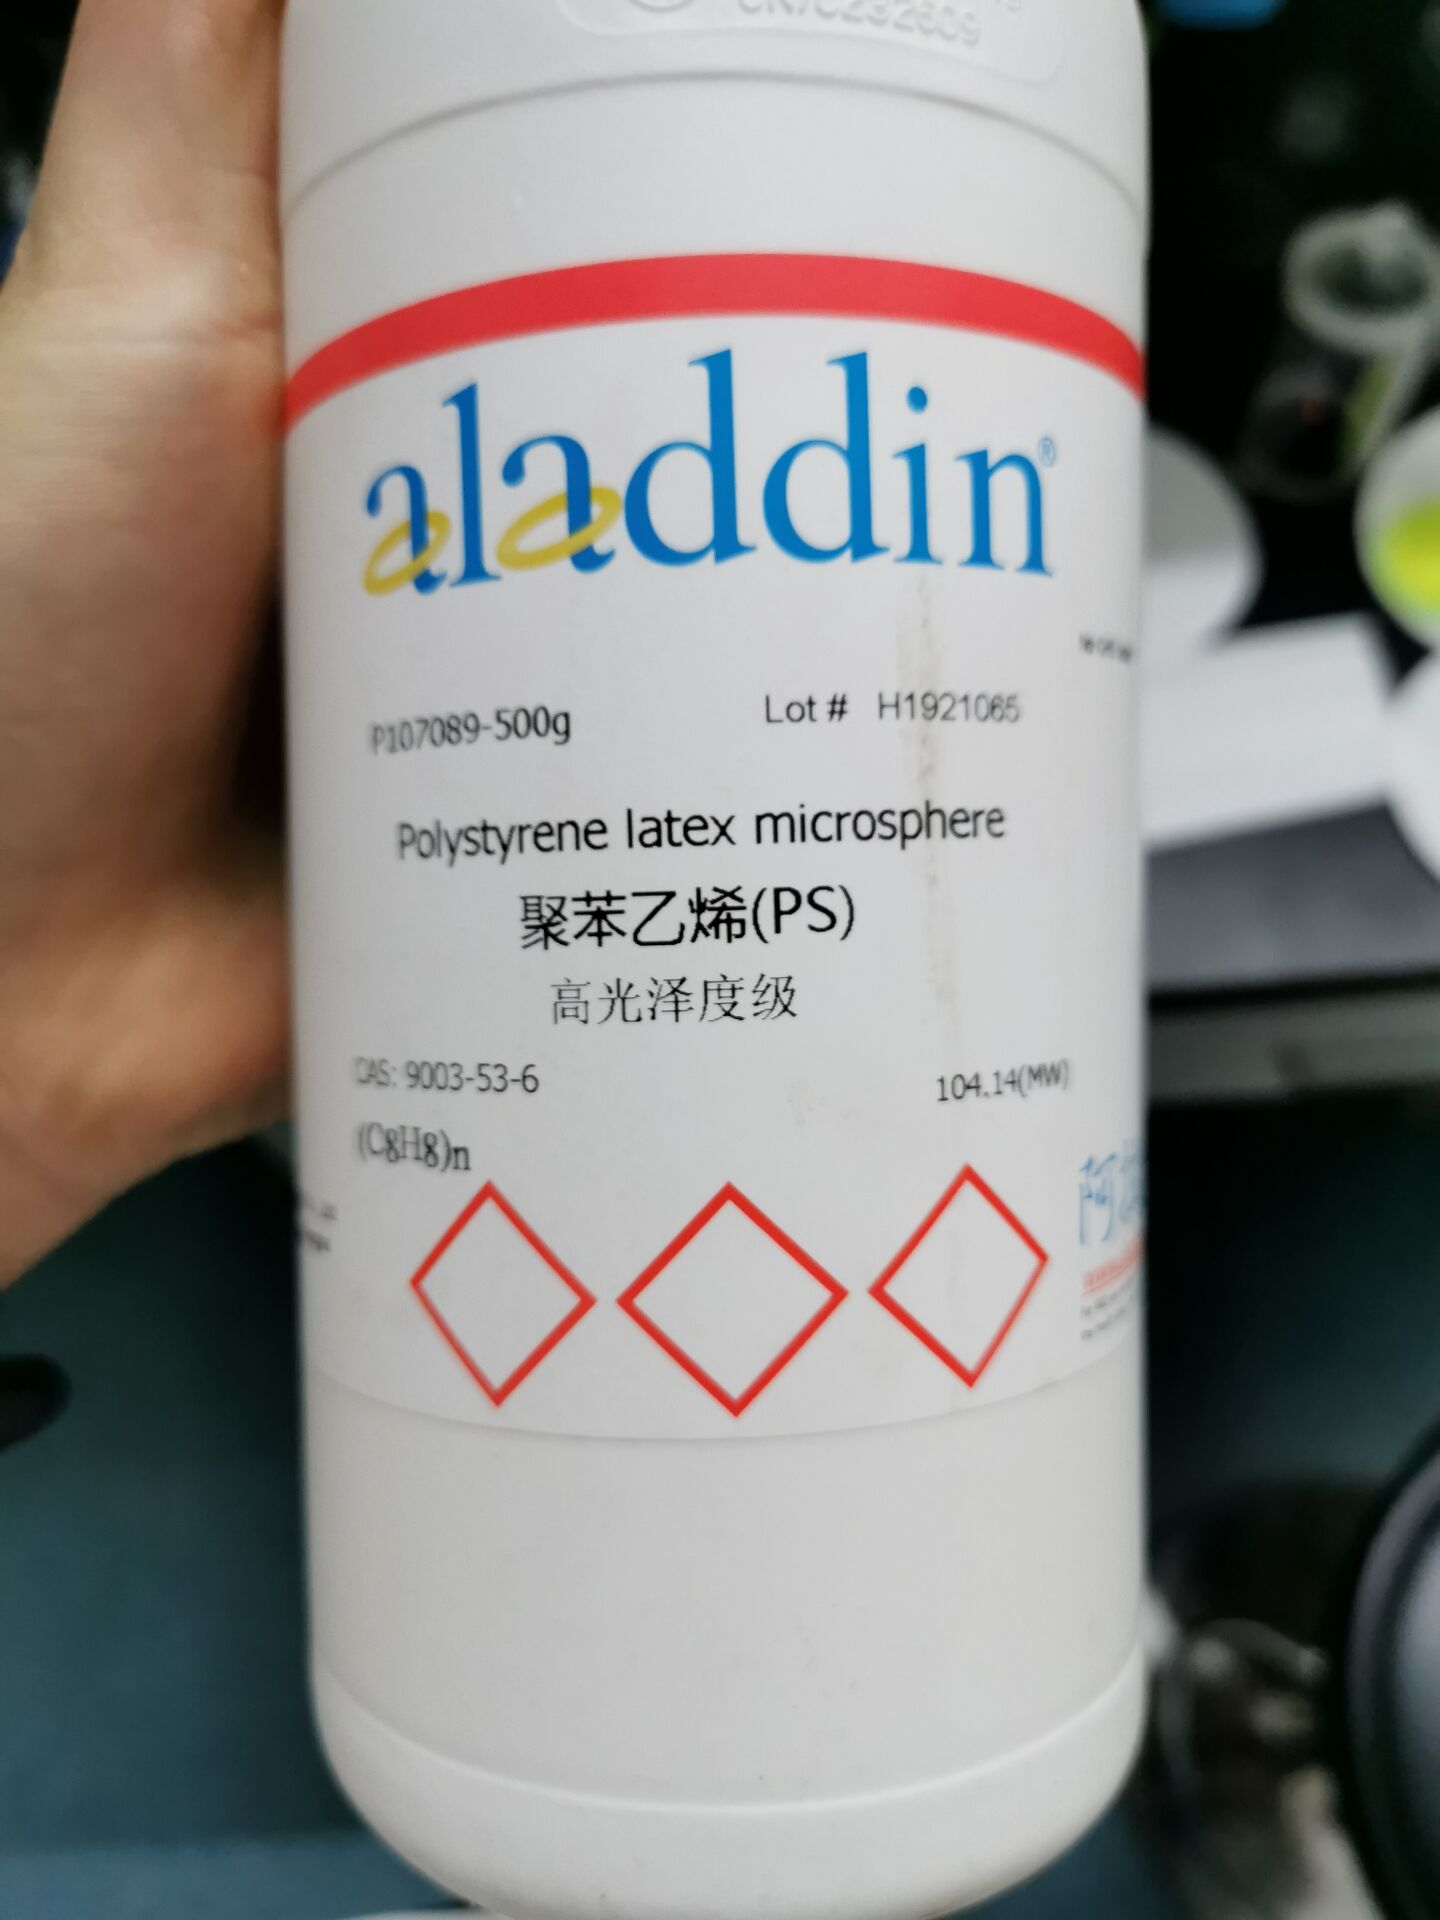 aladdin®
P107089-500g
Lot # H1921065
Polystyrene latex microsphere
聚苯乙烯(PS)
高光泽度级
CAS: 9003-53-6
104.14(MW)
(C8H8)n
阿